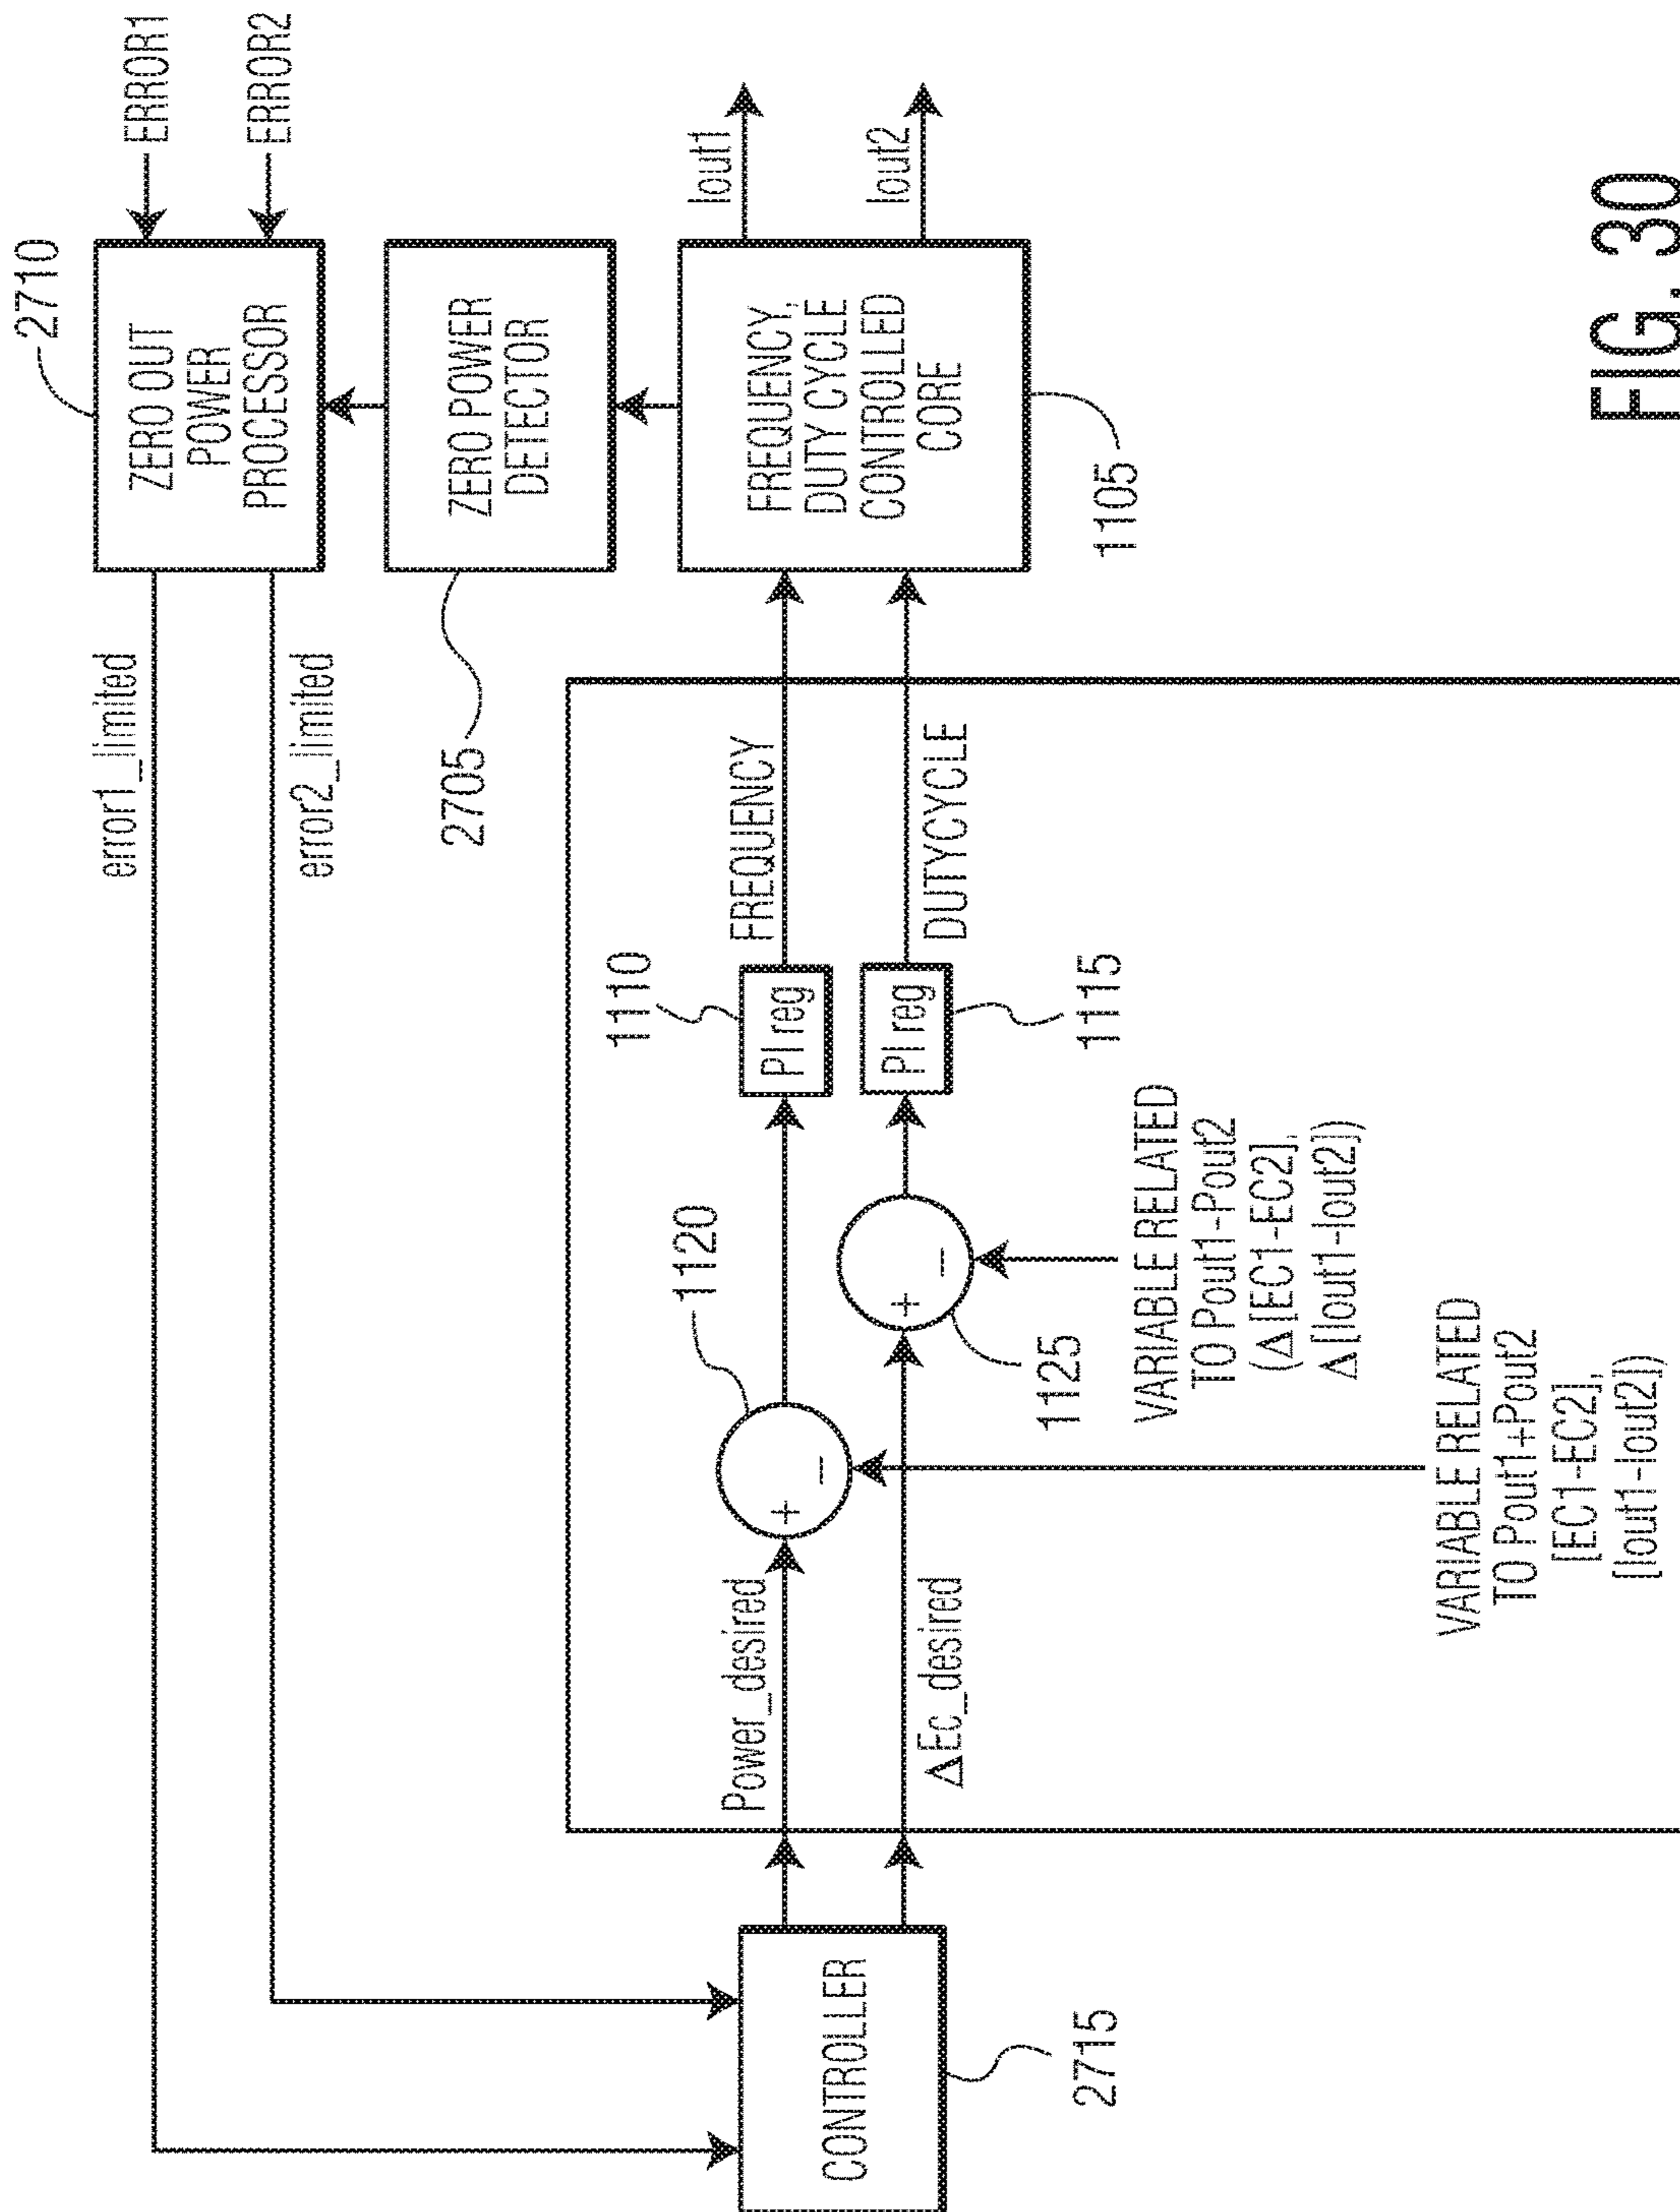 error1_limited
error2_limited
2710
ZERO OUT
POWER
PROCESSOR
ERROR1
ERROR2
2705
ZERO POWER
DETECTOR
CONTROLLER
2715
Power_desired
ΔEc_desired
+
−
1120
+
−
1125
1110
PI reg
PI reg
1115
FREQUENCY
DUTYCYCLE
FREQUENCY,
DUTY CYCLE
CONTROLLED
CORE
1105
Iout1
Iout2
VARIABLE RELATED
TO Pout1-Pout2
(Δ[EC1-EC2],
Δ[Iout1-Iout2])
VARIABLE RELATED
TO Pout1+Pout2
[EC1-EC2],
[Iout1-Iout2])
FIG. 30